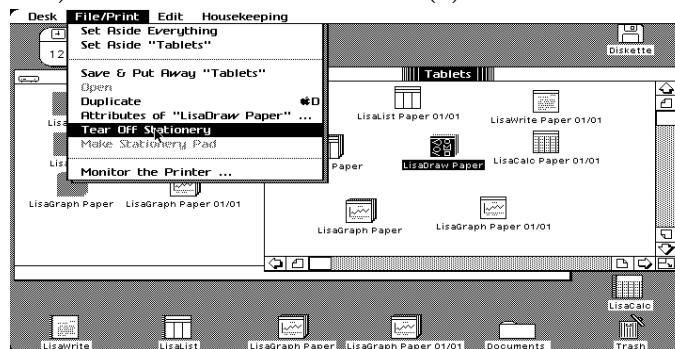 Desk File/Print Edit Housekeeping
Set Aside Everything
Set Aside "Tablets"
Save & Put Away "Tablets"
Open
Duplicate D
Attributes of "LisaDraw Paper" ...
Tear Off Stationery
Make Stationery Pad
Monitor the Printer ...
12
Diskette
Tablets
LisaList Paper 01/01
LisaWrite Paper 01/01
Paper
LisaDraw Paper
LisaCalc Paper 01/01
LisaGraph Paper
LisaGraph Paper 01/01
LisaGraph Paper
LisaGraph Paper 01/01
LisaCalc
LisaWrite
LisaList
LisaGraph Paper
LisaGraph Paper 01/01
Documents
Trash